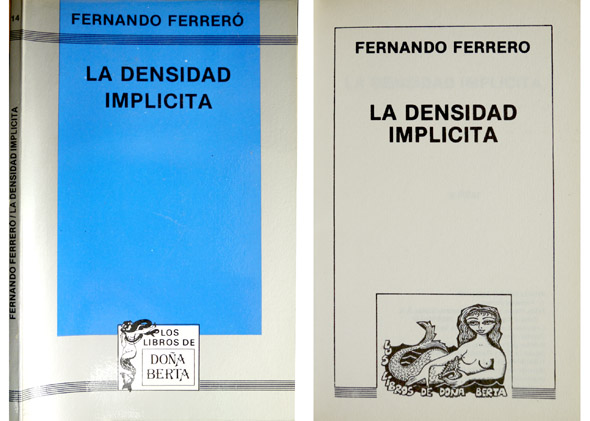 14
FERNANDO FERRERO/LA DENSIDAD IMPLICITA
FERNANDO FERRERÓ
LA DENSIDAD
IMPLICITA
LOS
LIBROS DE
DOÑA
BERTA
FERNANDO FERRERO
LA DENSIDAD
IMPLICITA
LOS LIBROS DE DOÑA BERTA